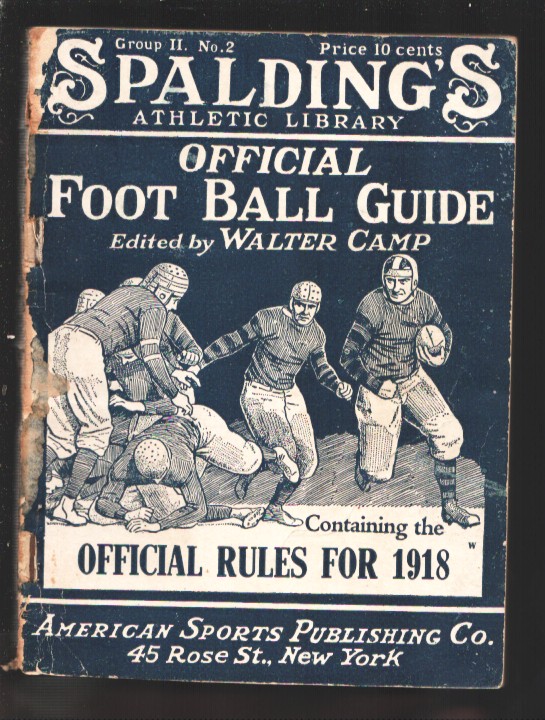 Group II. No. 2
Price 10 cents
SPALDING'S
ATHLETIC LIBRARY
OFFICIAL
FOOT BALL GUIDE
Edited by WALTER CAMP
Containing the
W
OFFICIAL RULES FOR 1918
AMERICAN SPORTS PUBLISHING CO.
45 Rose St., New York